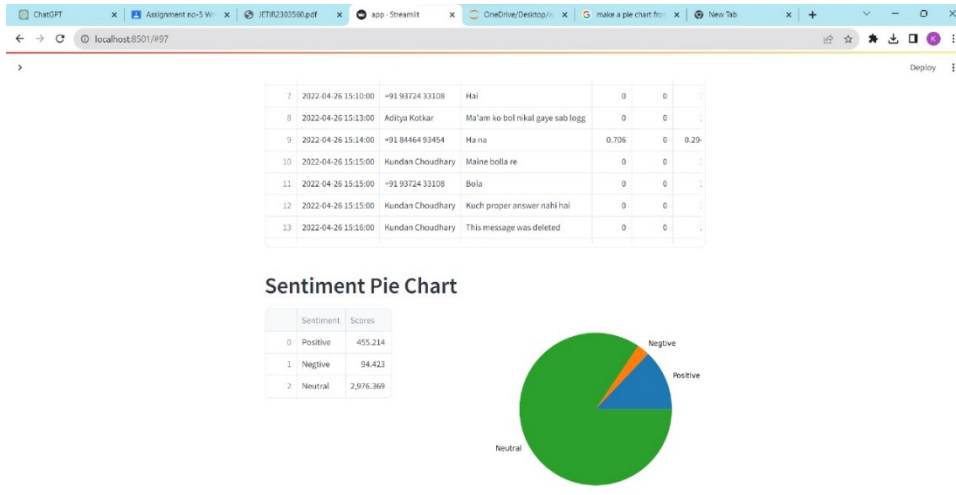 ChatGPT
Assignment no-5 Wr
JETIR2303560.pdf
app · Streamlit
OneDrive/Desktop/
make a pie chart fror
New Tab
localhost:8501/#97
Deploy
7 2022-04-26 15:10:00 +91 93724 33108 Hai 0 0
8 2022-04-26 15:13:00 Aditya Kotkar Ma'am ko bol nikal gaye sab logg 0 0
9 2022-04-26 15:14:00 +91 84464 93454 Ha na 0.706 0 0.29
10 2022-04-26 15:15:00 Kundan Choudhary Maine bolla re 0 0
11 2022-04-26 15:15:00 +91 93724 33108 Bola 0 0
12 2022-04-26 15:15:00 Kundan Choudhary Kuch proper answer nahi hai 0 0
13 2022-04-26 15:16:00 Kundan Choudhary This message was deleted 0 0
Sentiment Pie Chart
Sentiment Scores
0 Positive 455.214
1 Negtive 94.423
2 Neutral 2,976.369
Negtive
Positive
Neutral